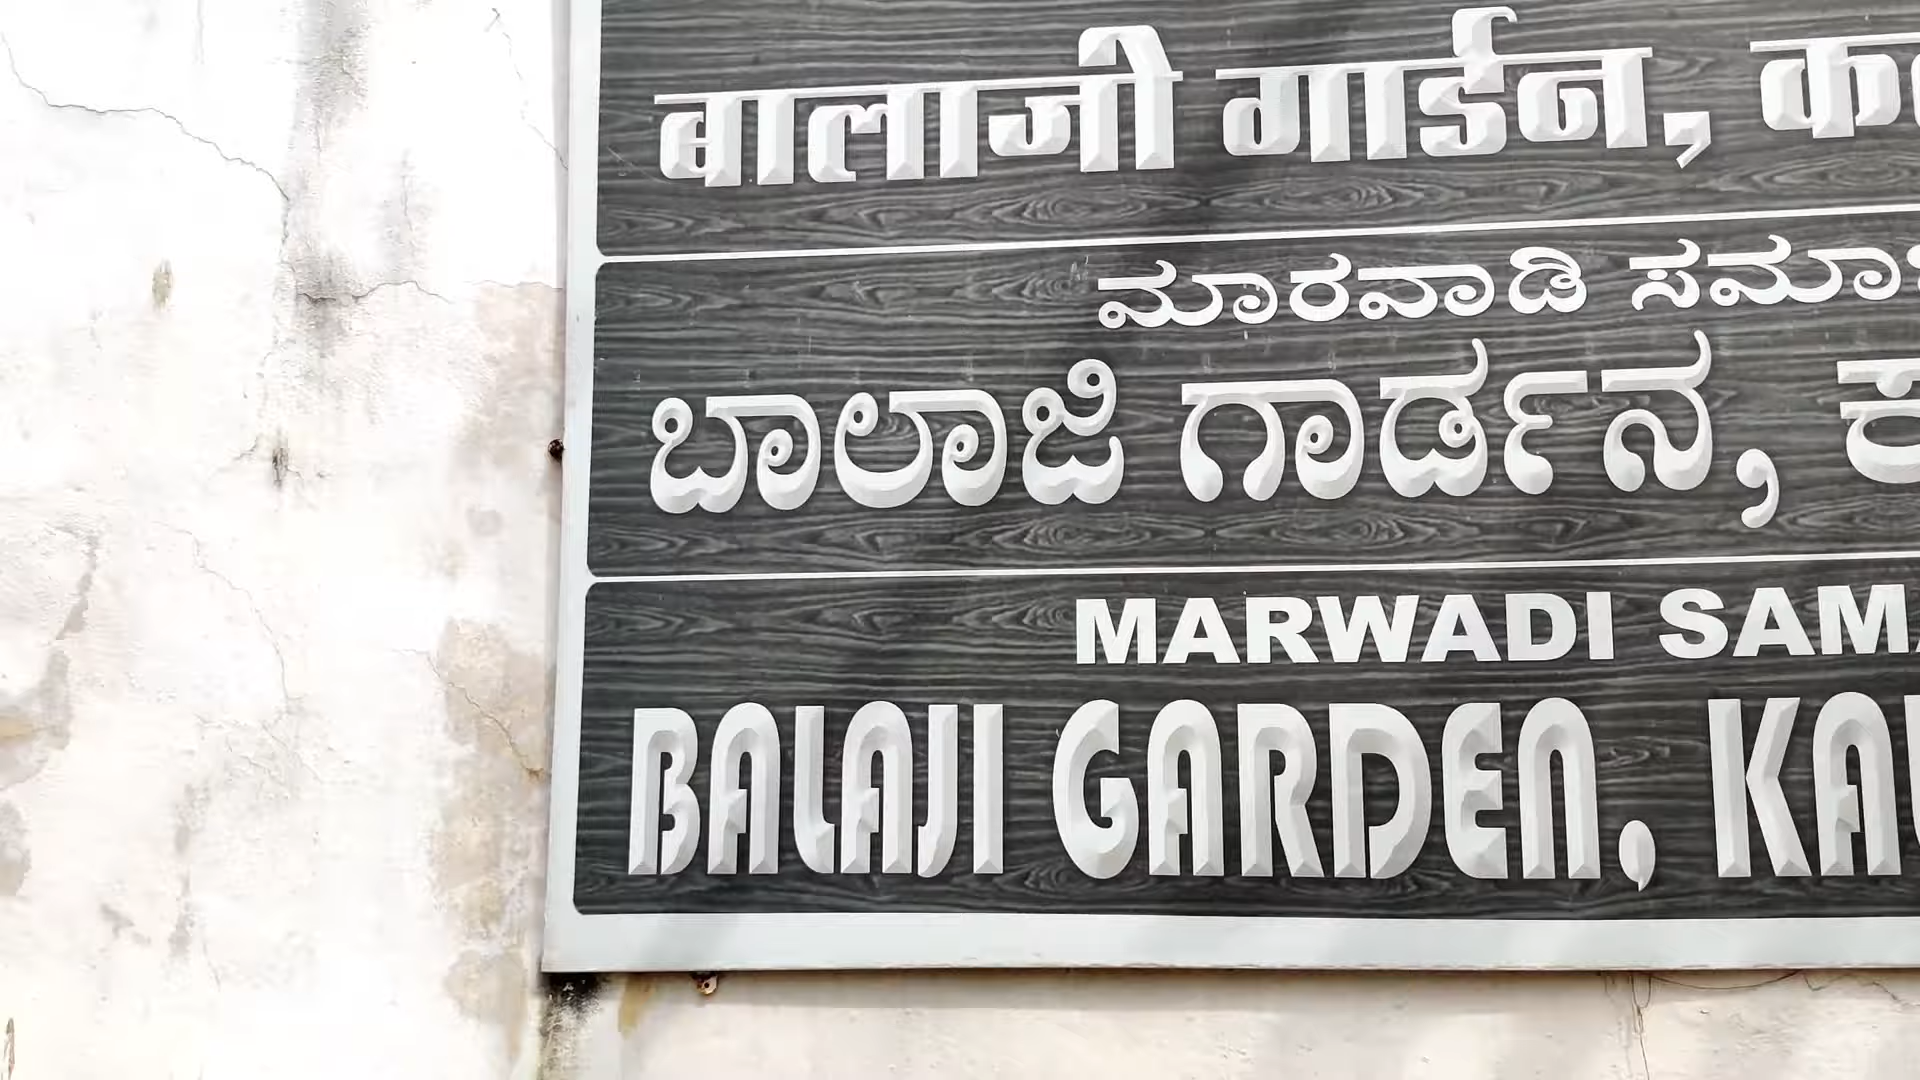 बालाजी गार्डन,
ಮಾರವಾಡಿ
ಬಾಲಾಜಿ ಗಾರ್ಡನ,
MARWADI
BALAJI GARDEN,